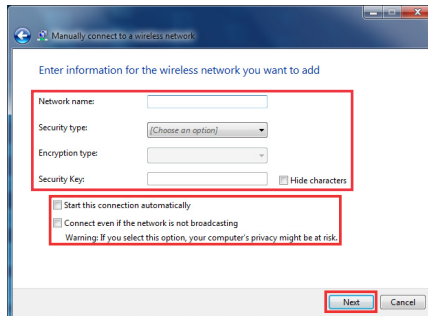 Manually connect to a wireless network
Enter information for the wireless network you want to add
Network name:
Security type:
[Choose an option]
Encryption type:
Security Key:
Hide characters
Start this connection automatically
Connect even if the network is not broadcasting
Warning: If you select this option, your computer's privacy might be at risk.
Next
Cancel